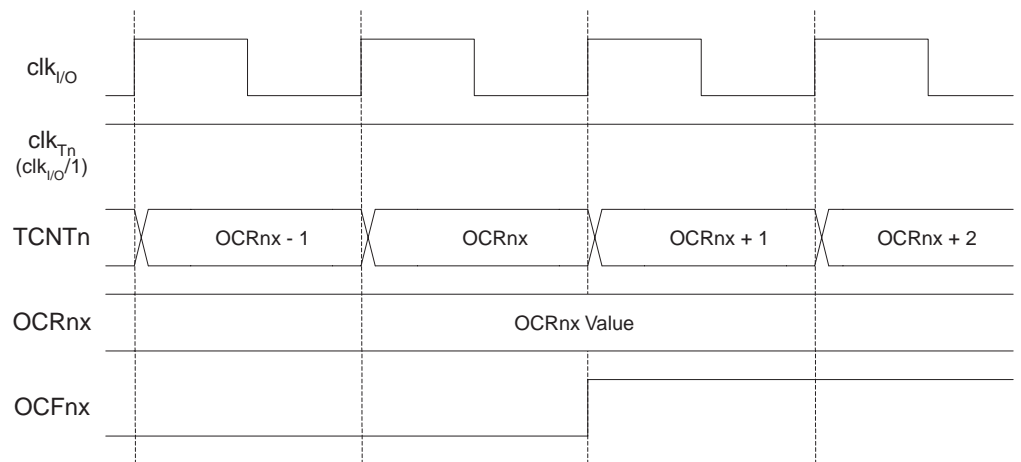 clkI/O
clkTn
(clkI/O/1)
TCNTn OCRnx - 1 OCRnx OCRnx + 1 OCRnx + 2
OCRnx OCRnx Value
OCFnx